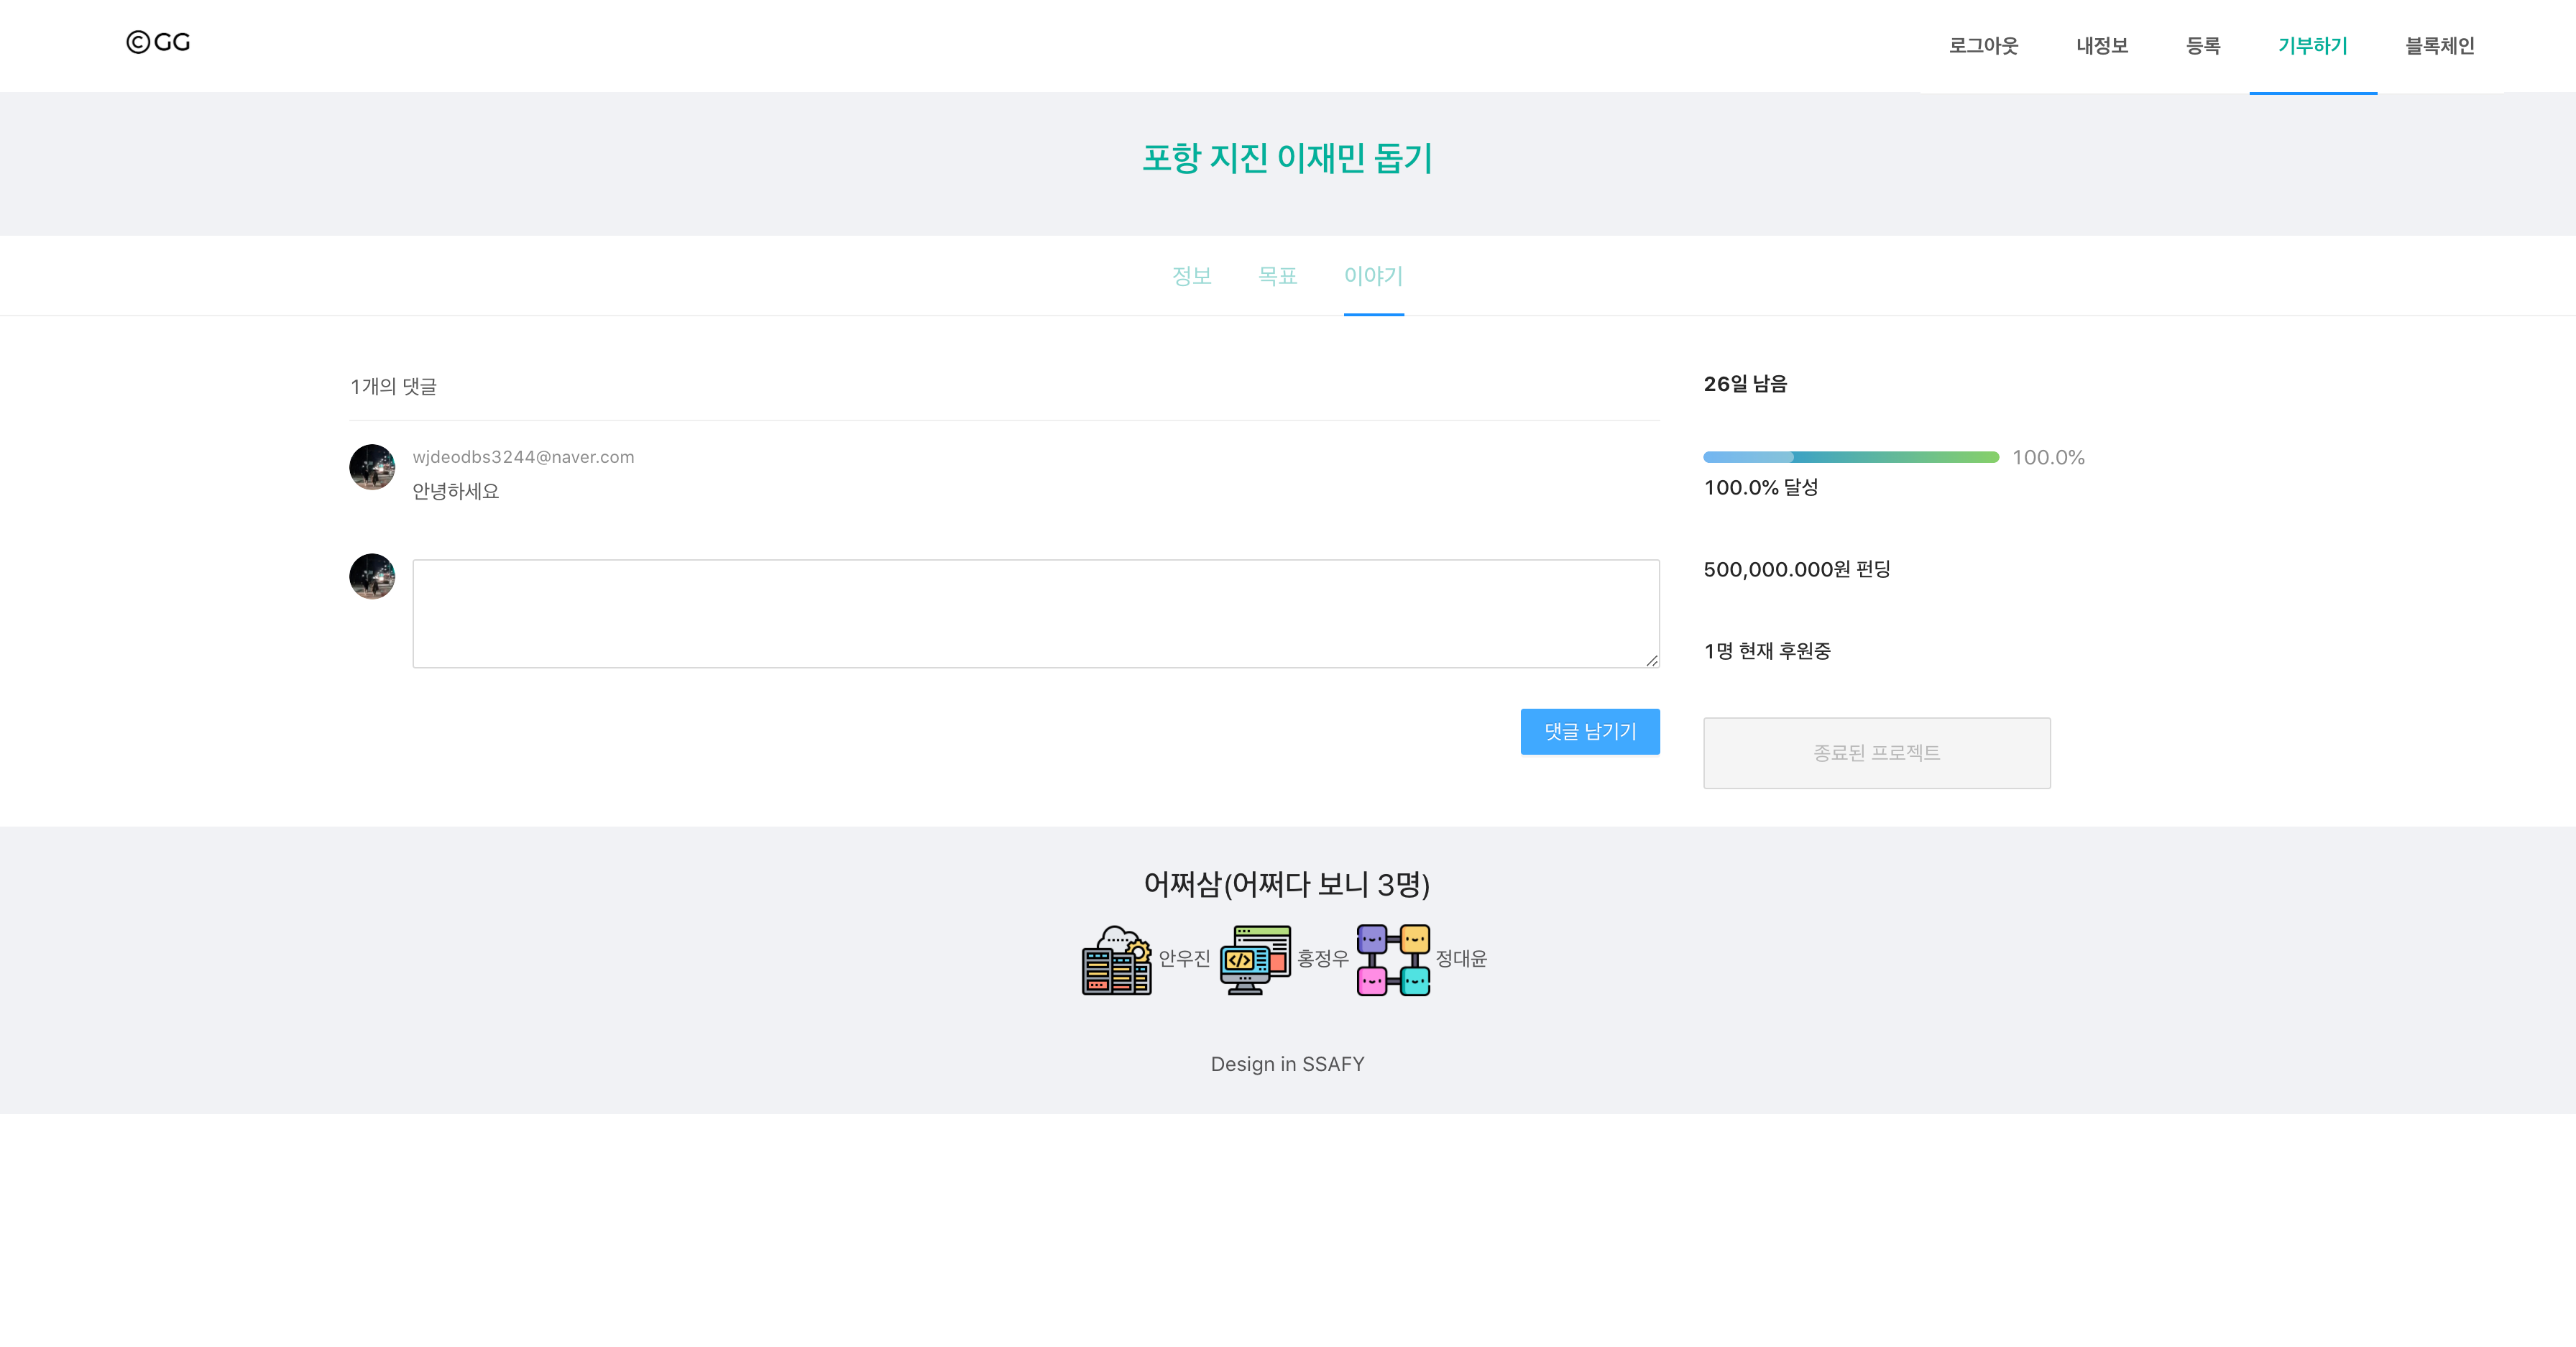 ©GG
로그아웃 내정보 등록 기부하기 블록체인
포항 지진 이재민 돕기
정보 목표 이야기
1개의 댓글
wjdeodbs3244@naver.com
안녕하세요
댓글 남기기
26일 남음
100.0%
100.0% 달성
500,000.000원 펀딩
1명 현재 후원중
종료된 프로젝트
어쩌삼(어쩌다 보니 3명)
안우진 홍정우 정대윤
Design in SSAFY